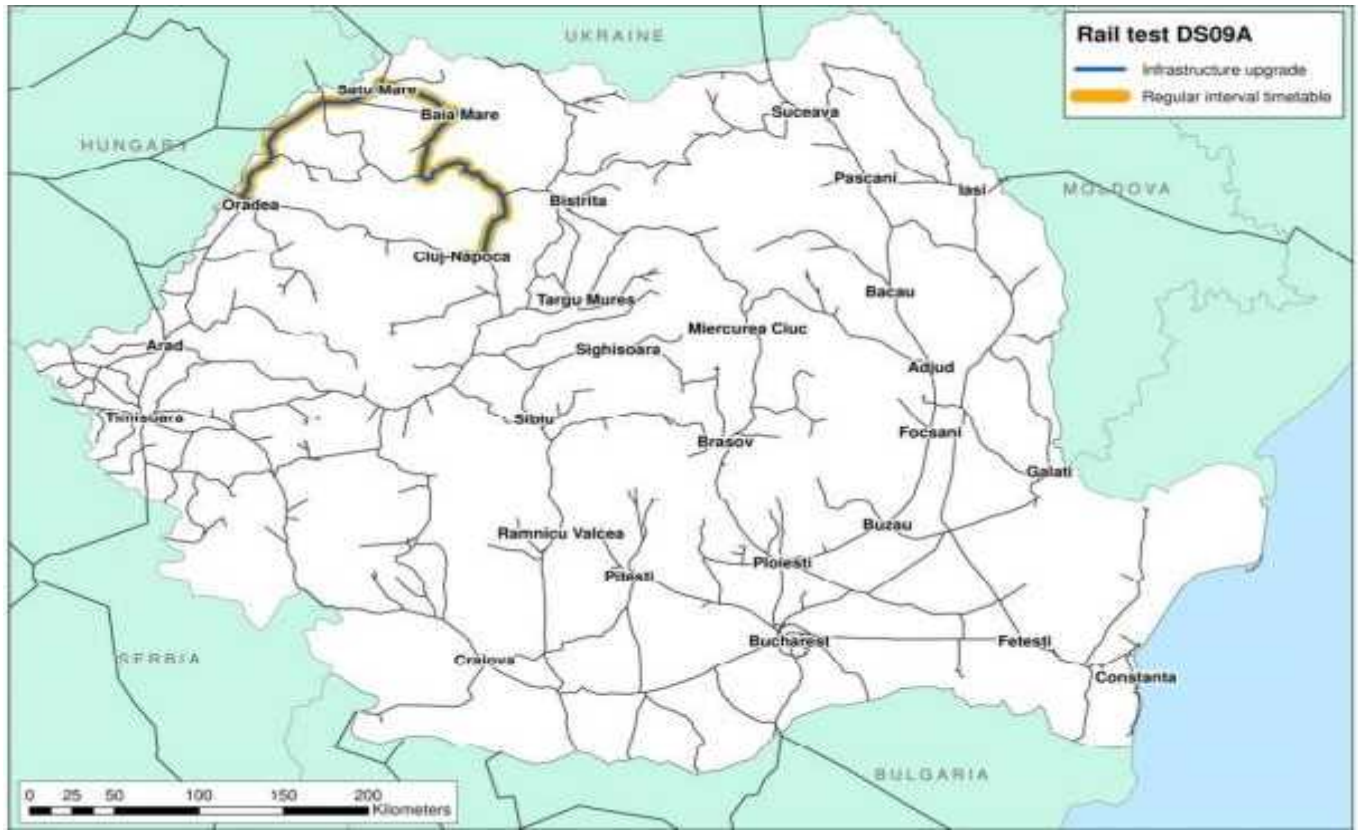 UKRAINE
Rail test DS09A
Infrastructure upgrade
Regular interval timetable
Satu Mare
Baia Mare
Suceava
HUNGARY
Pascani
Iasi
MOLDOVA
Oradea
Bistrita
Cluj-Napoca
Bacau
Targu Mures
Miercurea Ciuc
Arad
Sighisoara
Adjud
Timisoara
Sibiu
Focsani
Brasov
Galati
Buzau
Ramnicu Valcea
Ploiesti
Pitesti
Bucharest
Fetesti
SERBIA
Craiova
Constanta
BULGARIA
0 25 50 100 150 200
Kilometers